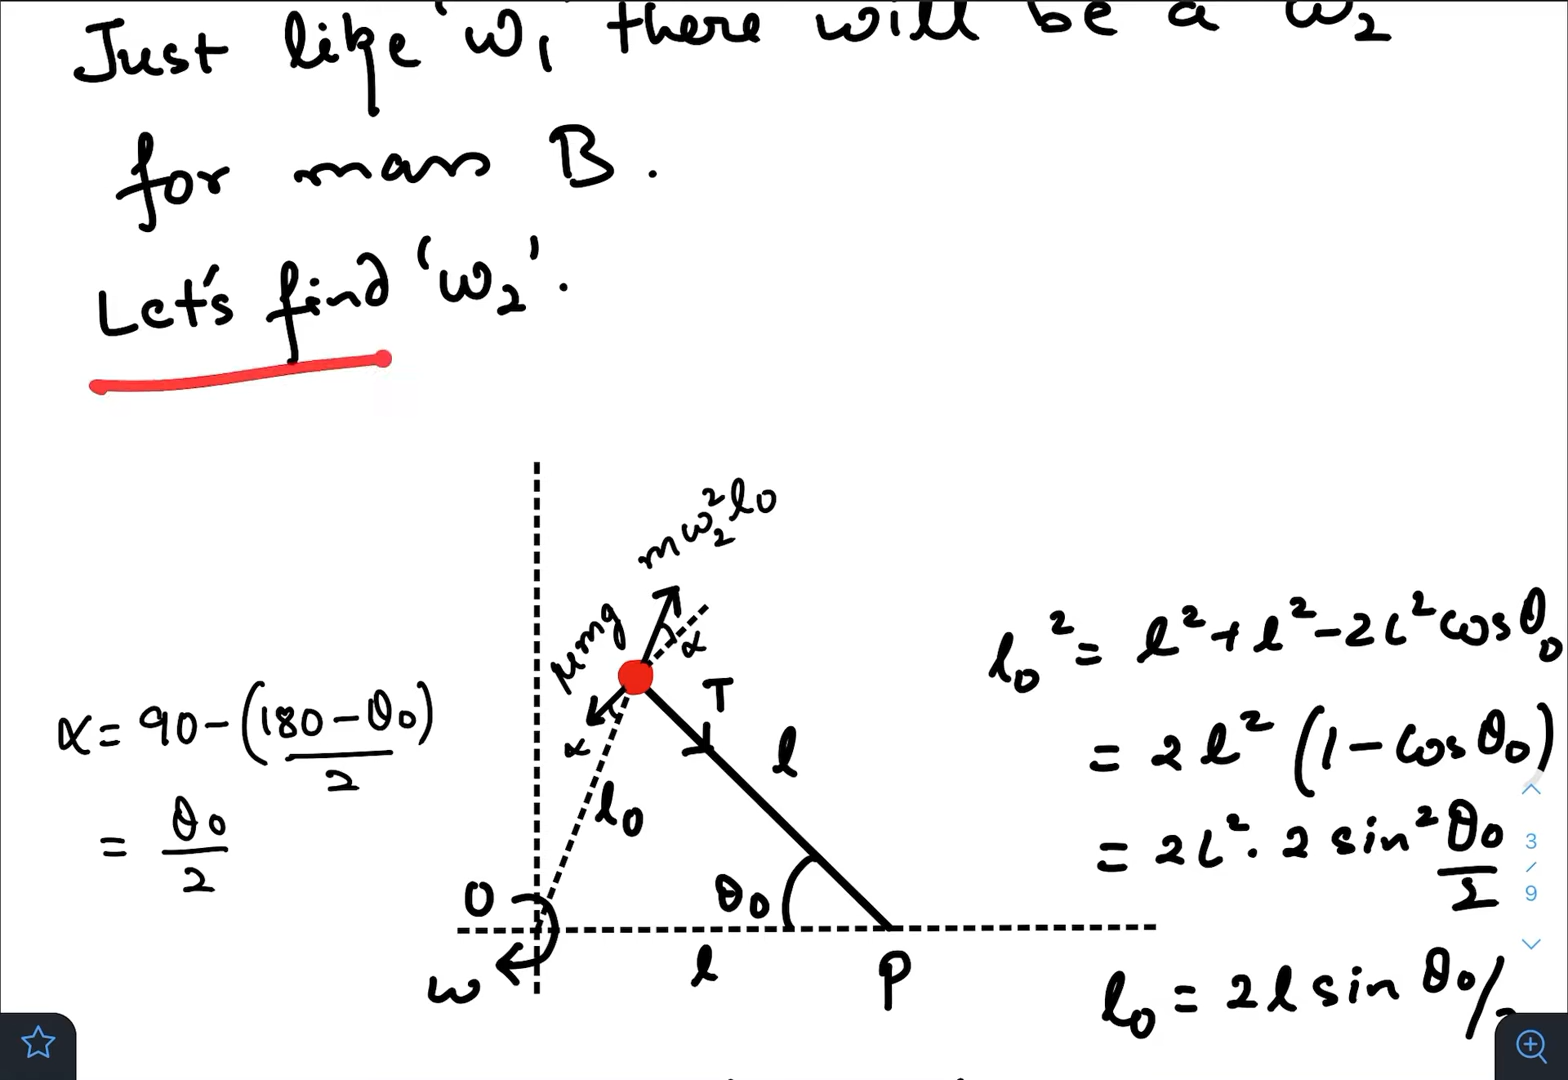 Just like 'ω₁' there will be a ω₂
for mass B.
Let's find 'ω₂'.
mω₂²l₀
μmg
α
T
α
l
l₀
O
θ₀
ω
l
P
α = 90 - (180 - θ₀)/2
= θ₀/2
l₀² = l² + l² - 2l² cos θ₀
= 2l² (1 - cos θ₀)
= 2l² · 2 sin² θ₀/2
l₀ = 2l sin θ₀/
3
/
9